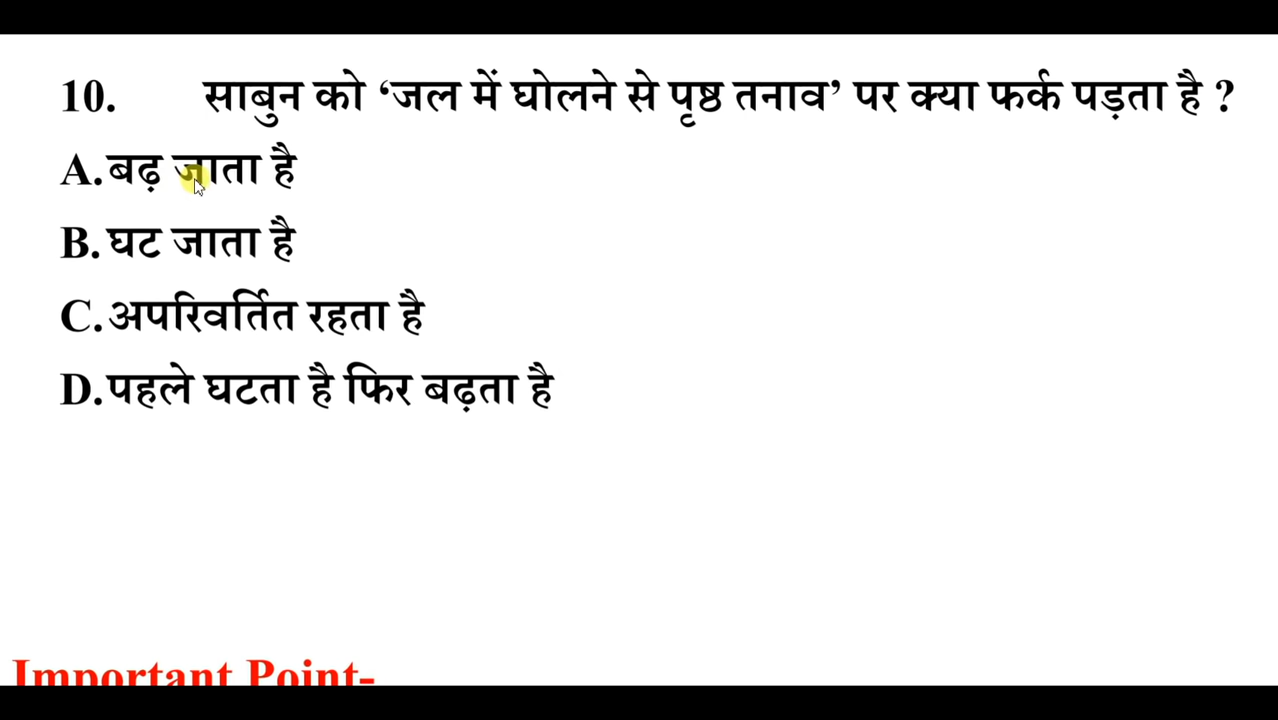 10. साबुन को ‘जल में घोलने से पृष्ठ तनाव’ पर क्या फर्क पड़ता है ?
A.बढ़ जाता है
B.घट जाता है
C.अपरिवर्तित रहता है
D.पहले घटता है फिर बढ़ता है
Important Point-